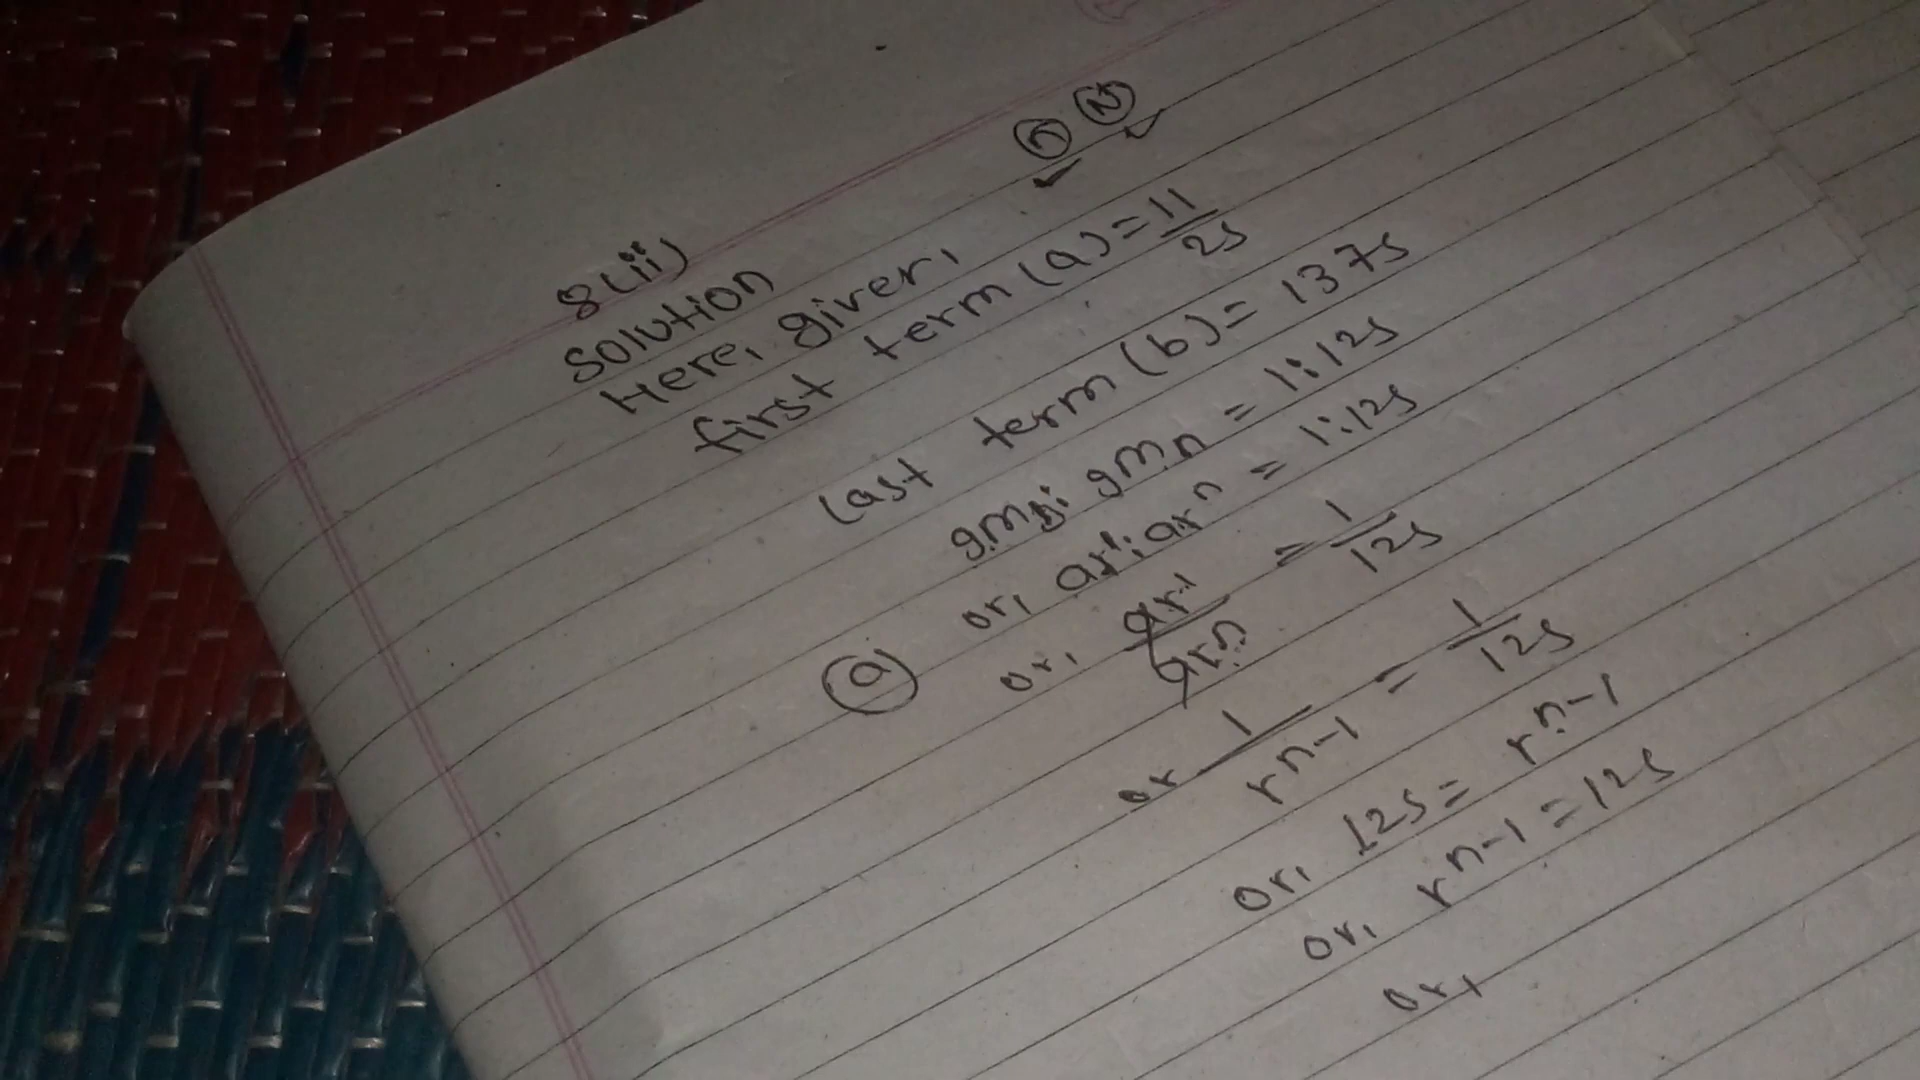 8(ii)
Solution
Here, given,
first term (a) = 11/25
last term (b) = 1375
g.m1 : gmn = 1:125
or, ar1 : arn = 1:125
or, ar1/arn = 1/125
(a)
or 1/rn-1 = 1/125
or, 125 = rn-1
or, rn-1 = 125
or,